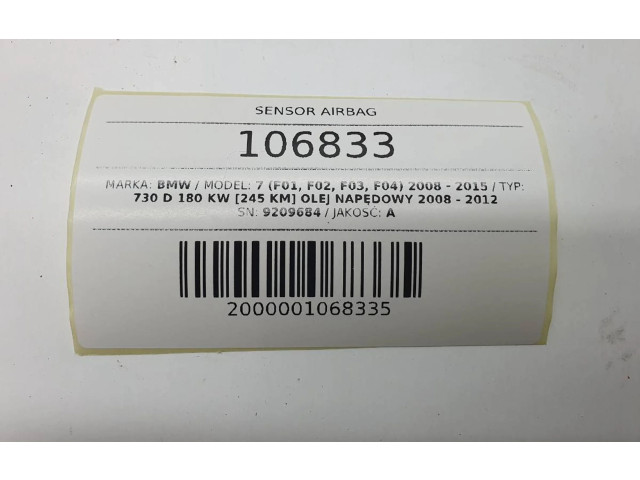 SENSOR AIRBAG
106833
MARKA: BMW / MODEL: 7 (F01, F02, F03, F04) 2008 - 2015 / TYP:
730 D 180 KW [245 KM] OLEJ NAPĘDOWY 2008 - 2012
SN: 9209684 / JAKOŚĆ: A
2000001068335